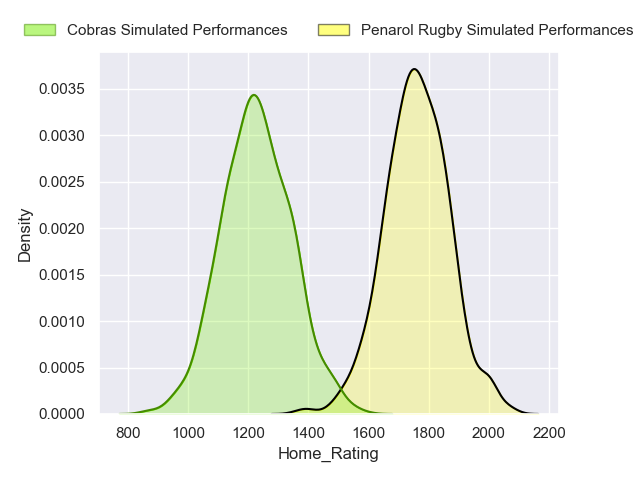 Cobras Simulated Performances
Penarol Rugby Simulated Performances
0.0035
0.0030
0.0025
0.0020
0.0015
0.0010
0.0005
0.0000
Density
800 1000 1200 1400 1600 1800 2000 2200
Home_Rating